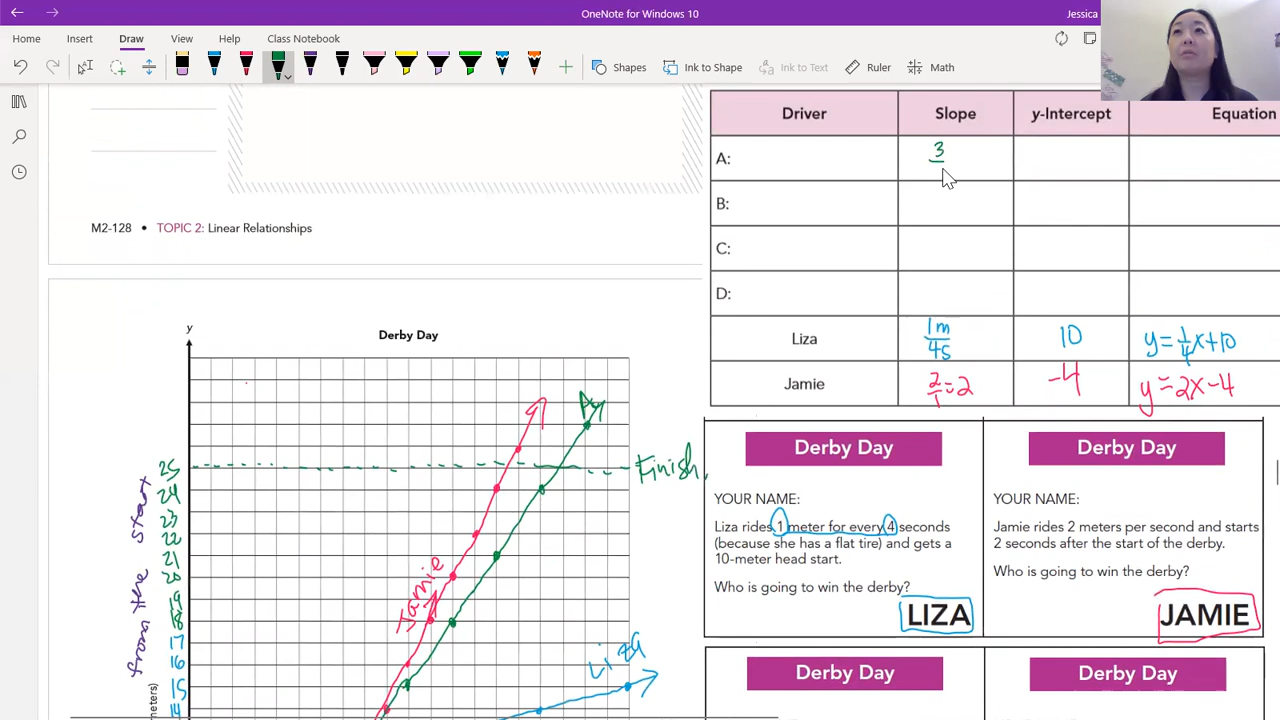 OneNote for Windows 10
Jessica
Home Insert Draw View Help Class Notebook
Shapes Ink to Shape Ink to Text Ruler Math
Driver Slope y-Intercept Equation
A: 3
B:
C:
D:
Liza 1m/4s 10 y=1/4x+10
Jamie 2/1=2 -4 y=2x-4
M2-128 • TOPIC 2: Linear Relationships
Derby Day
y
25
24
23
22
21
20
19
18
17
16
15
14
from the start
meters)
Finish
Jamie
Liza
Derby Day
YOUR NAME:
Liza rides 1 meter for every 4 seconds
(because she has a flat tire) and gets a
10-meter head start.
Who is going to win the derby?
LIZA
Derby Day
YOUR NAME:
Jamie rides 2 meters per second and starts
2 seconds after the start of the derby.
Who is going to win the derby?
JAMIE
Derby Day
Derby Day